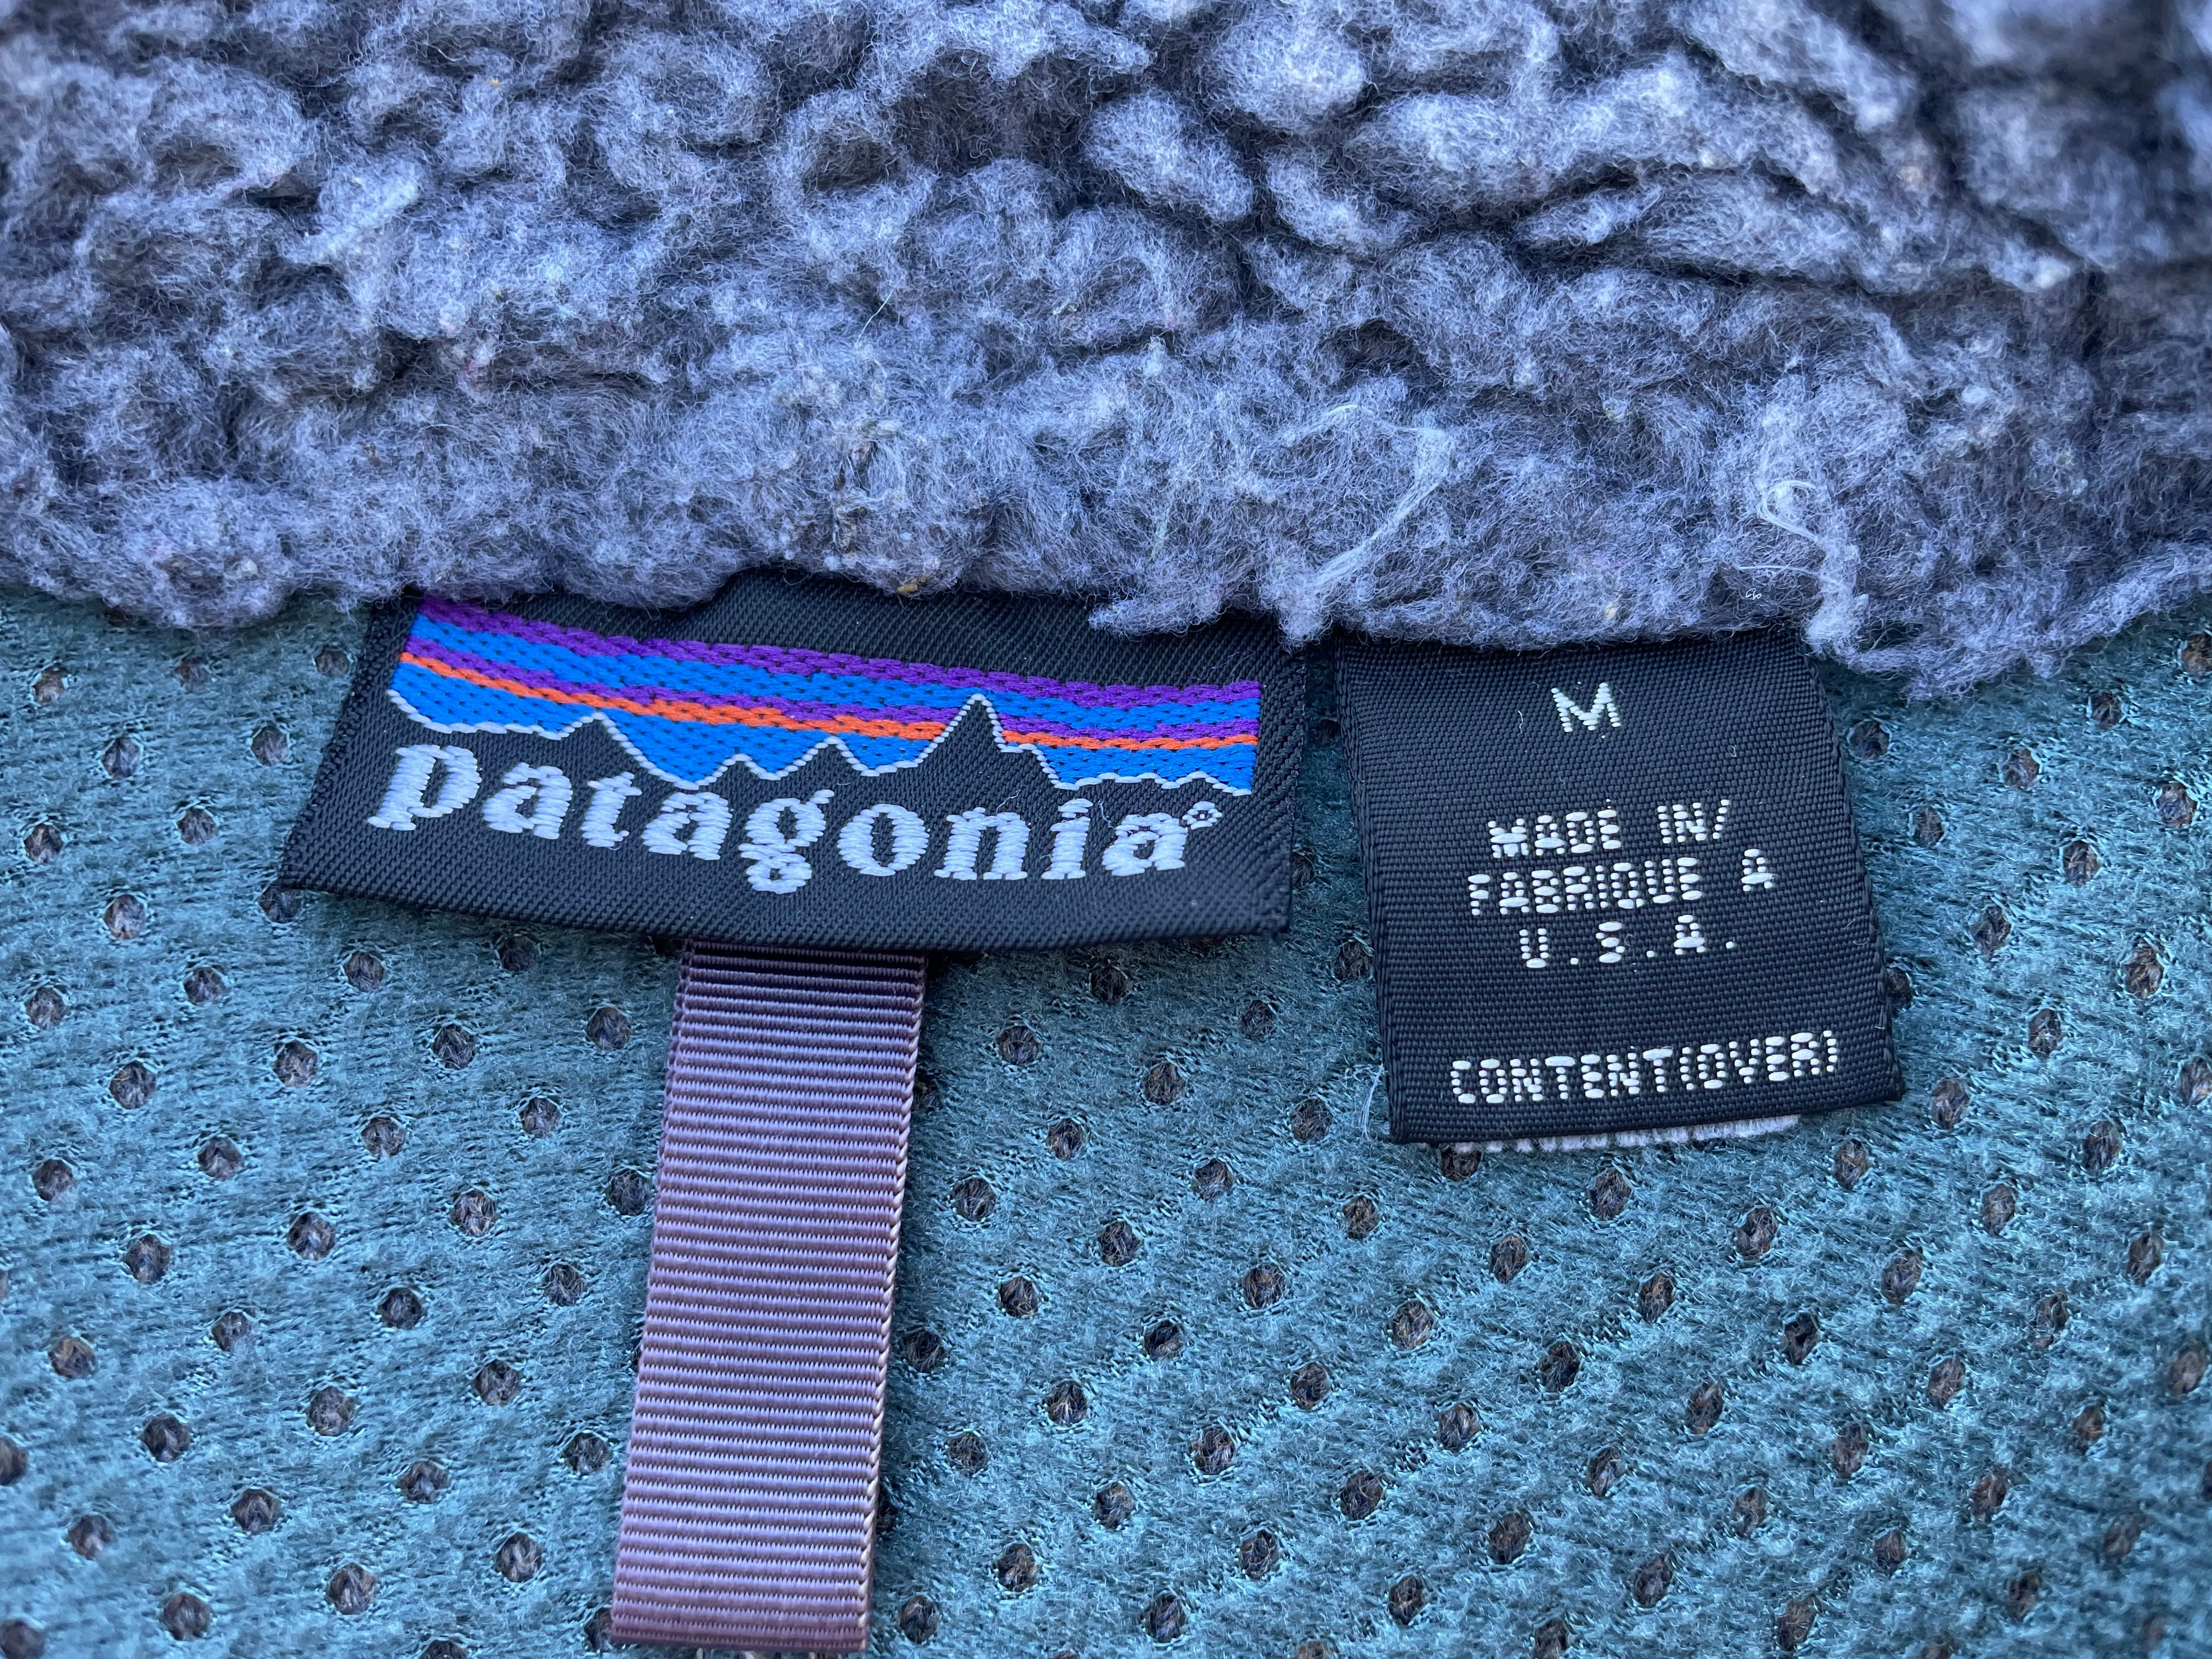 patagonia®
M
MADE IN/
FABRIQUE A
U.S.A.
CONTENT(OVER)